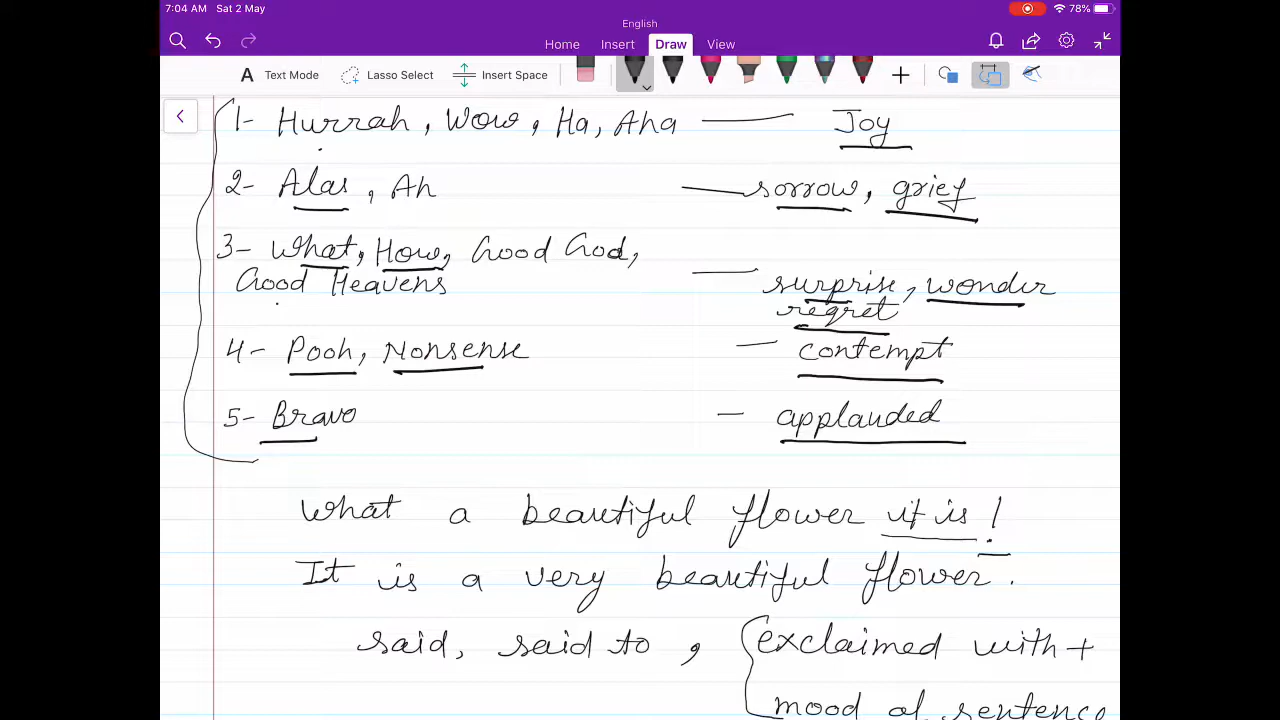 7:04 AM Sat 2 May 78%
English
Home Insert Draw View
A Text Mode Lasso Select Insert Space
1- Hurrah, Wow, Ha, Aha — Joy
2- Alas, Ah — sorrow, grief
3- What, How, Good God,
Good Heavens — surprise, wonder
regret
4- Pooh, Nonsense — contempt
5- Bravo — applauded
What a beautiful flower it is!
It is a very beautiful flower.
said, said to, exclaimed with +
mood of sentence